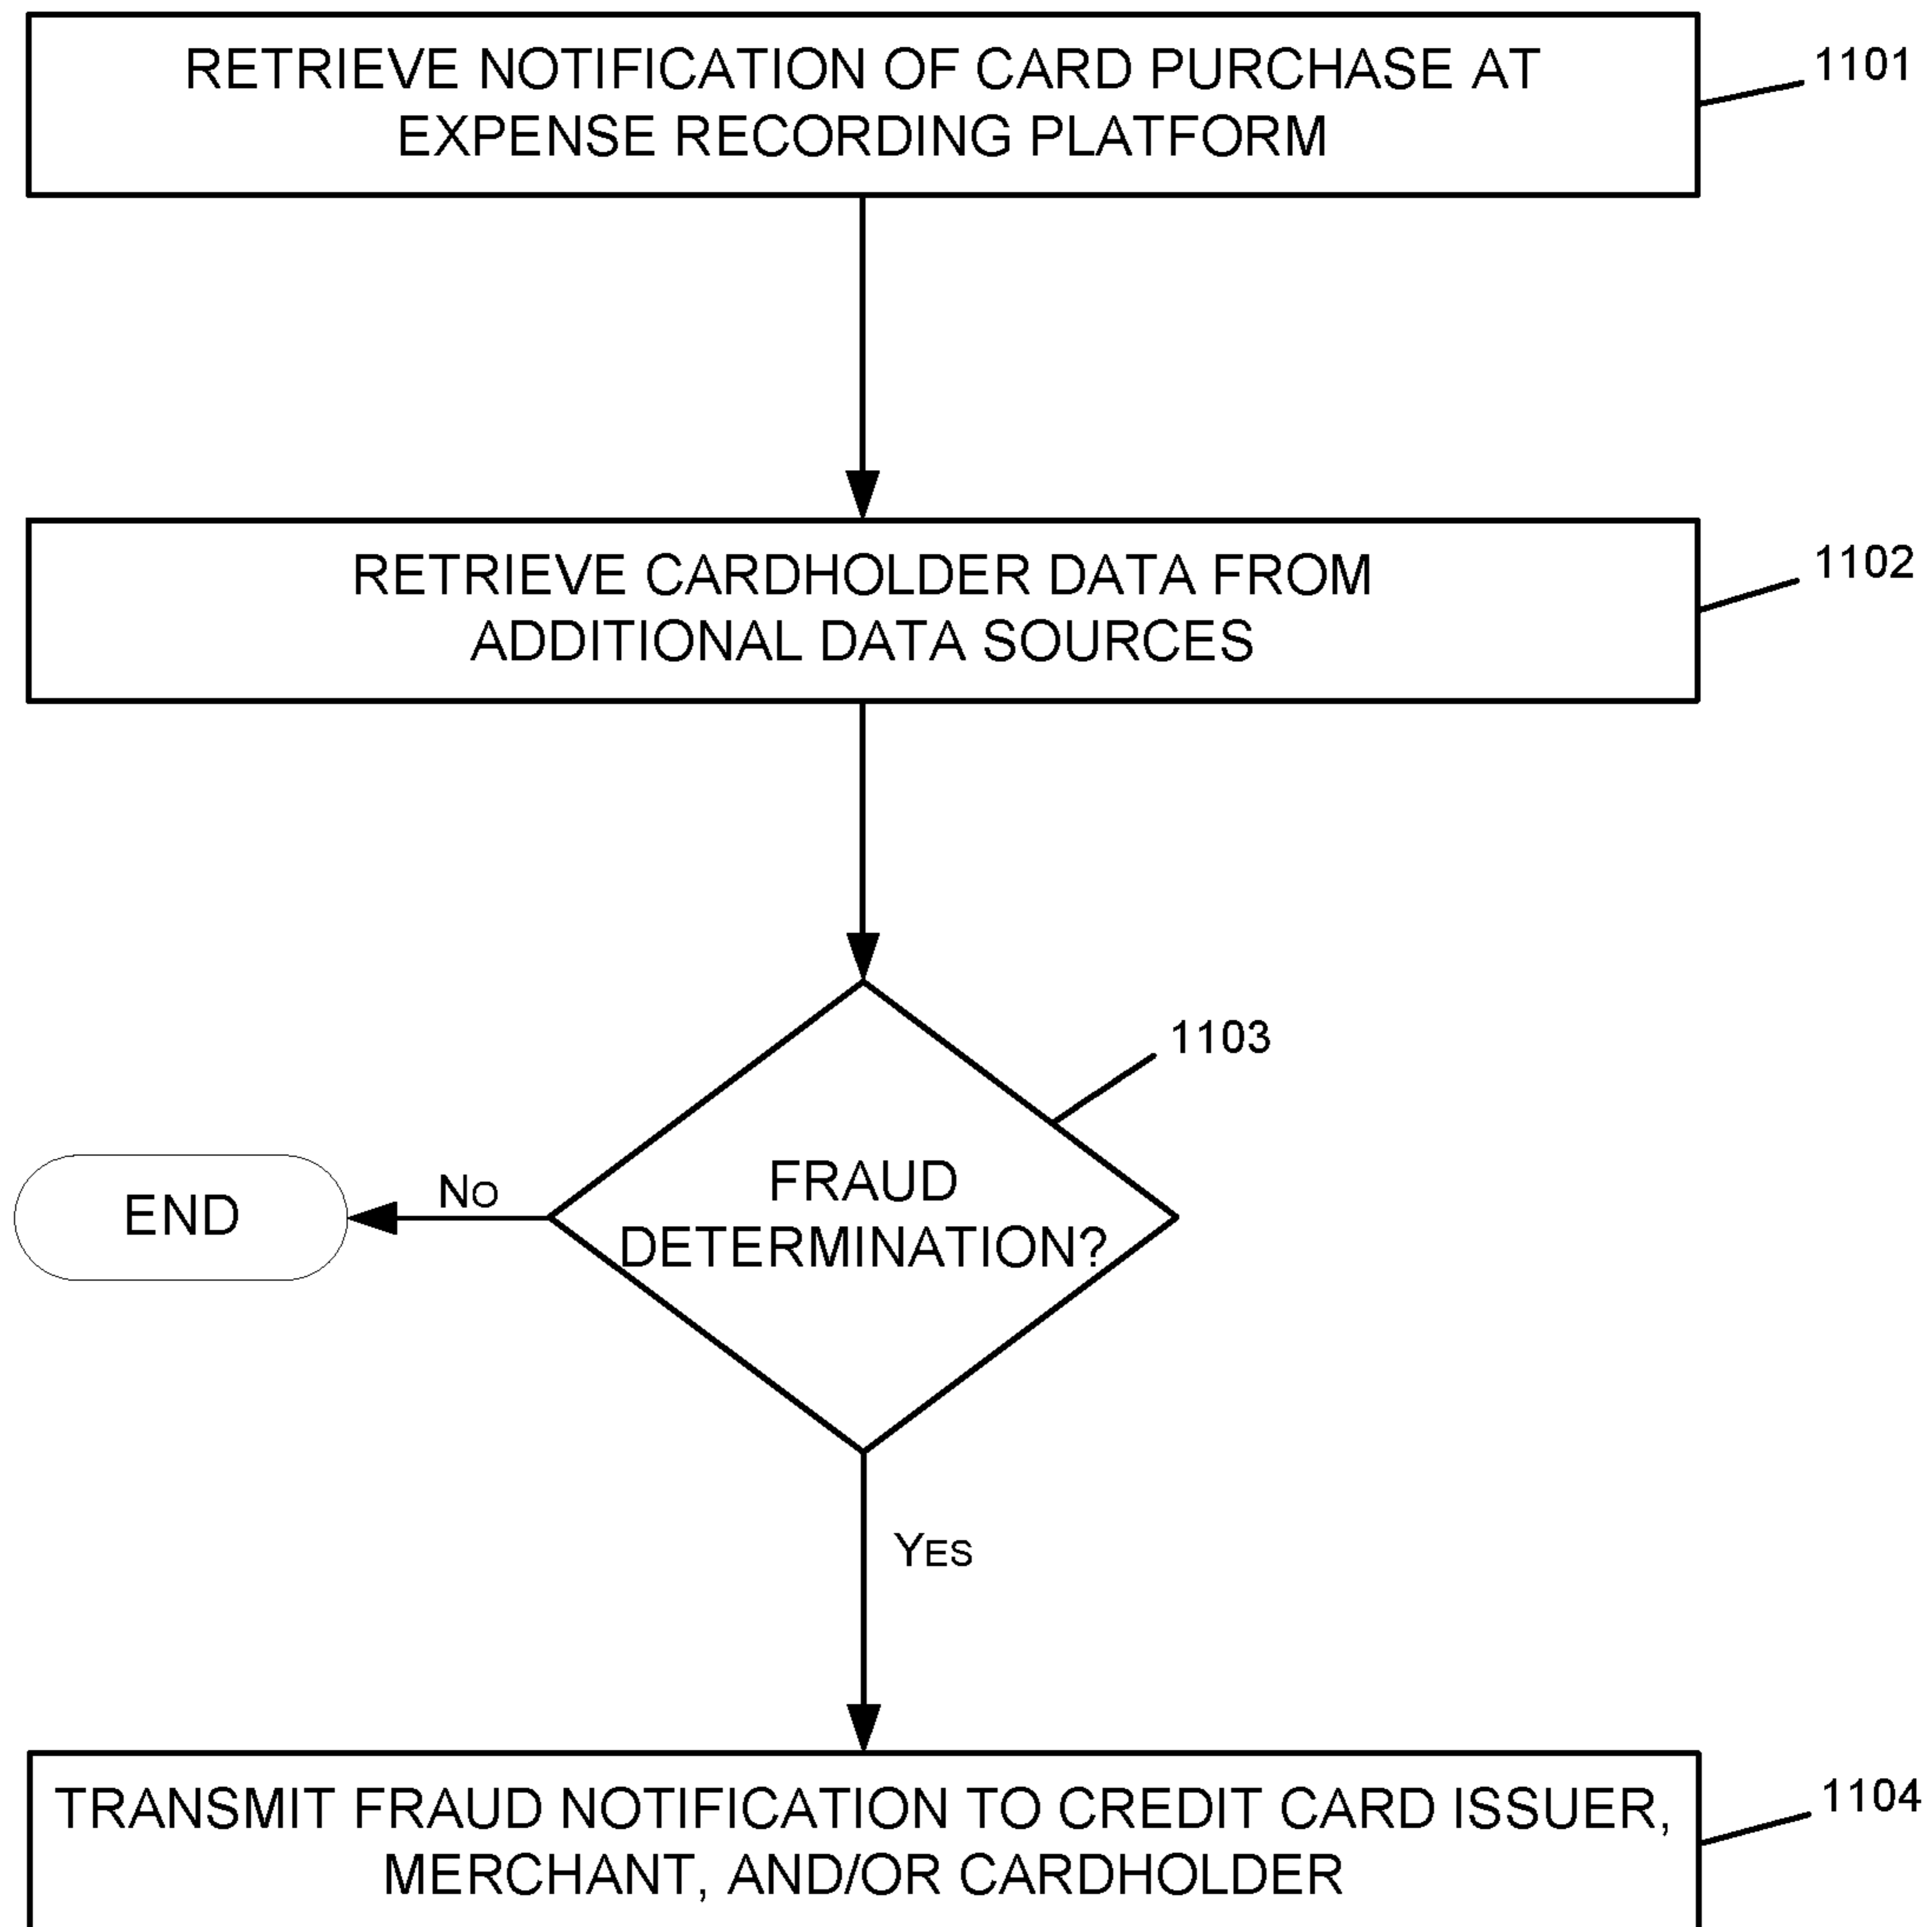 RETRIEVE NOTIFICATION OF CARD PURCHASE AT
EXPENSE RECORDING PLATFORM
1101
RETRIEVE CARDHOLDER DATA FROM
ADDITIONAL DATA SOURCES
1102
1103
FRAUD
DETERMINATION?
NO
END
YES
TRANSMIT FRAUD NOTIFICATION TO CREDIT CARD ISSUER,
MERCHANT, AND/OR CARDHOLDER
1104